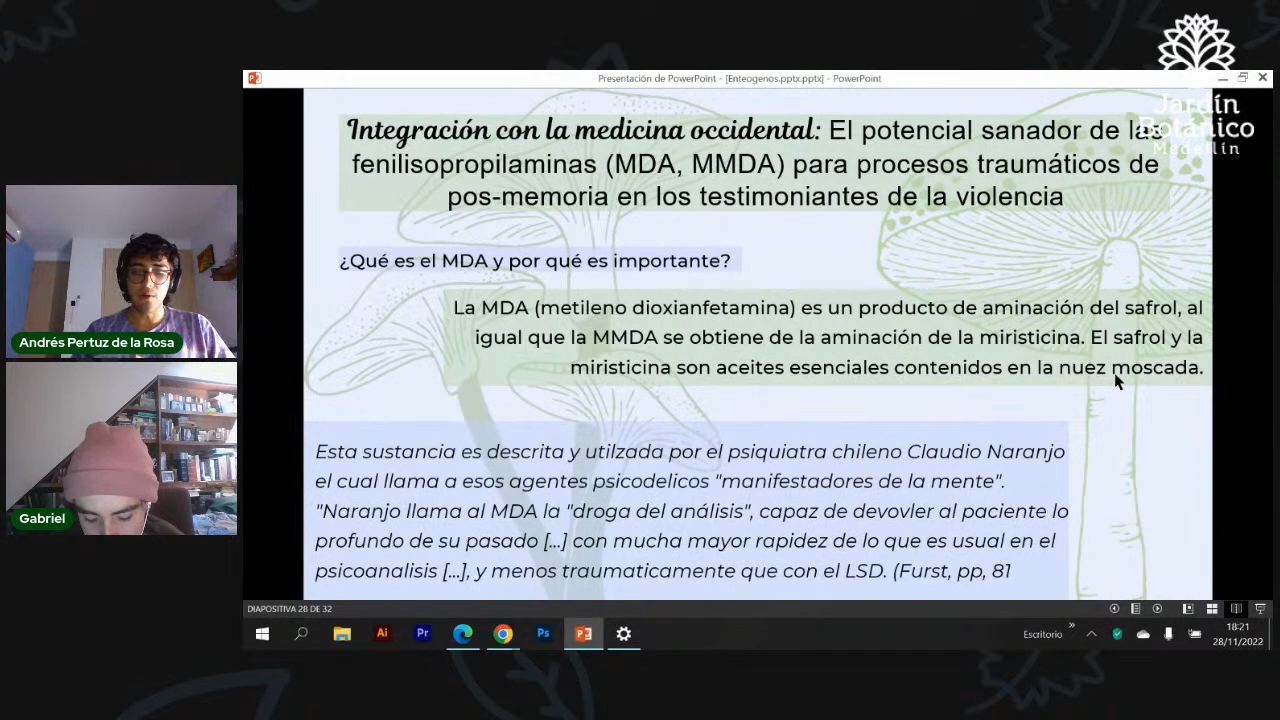 Presentación de PowerPoint - [Enteogenos.pptx.pptx] - PowerPoint
Jardín
Botánico
Medellín
Integración con la medicina occidental: El potencial sanador de las
fenilisopropilaminas (MDA, MMDA) para procesos traumáticos de
pos-memoria en los testimoniantes de la violencia
¿Qué es el MDA y por qué es importante?
La MDA (metileno dioxianfetamina) es un producto de aminación del safrol, al
igual que la MMDA se obtiene de la aminación de la miristicina. El safrol y la
miristicina son aceites esenciales contenidos en la nuez moscada.
Esta sustancia es descrita y utilzada por el psiquiatra chileno Claudio Naranjo
el cual llama a esos agentes psicodelicos "manifestadores de la mente".
"Naranjo llama al MDA la "droga del análisis", capaz de devovler al paciente lo
profundo de su pasado [...] con mucha mayor rapidez de lo que es usual en el
psicoanalisis [...], y menos traumaticamente que con el LSD. (Furst, pp, 81
Andrés Pertuz de la Rosa
Gabriel
DIAPOSITIVA 28 DE 32
Ai
Pr
Ps
Escritorio
18:21
28/11/2022